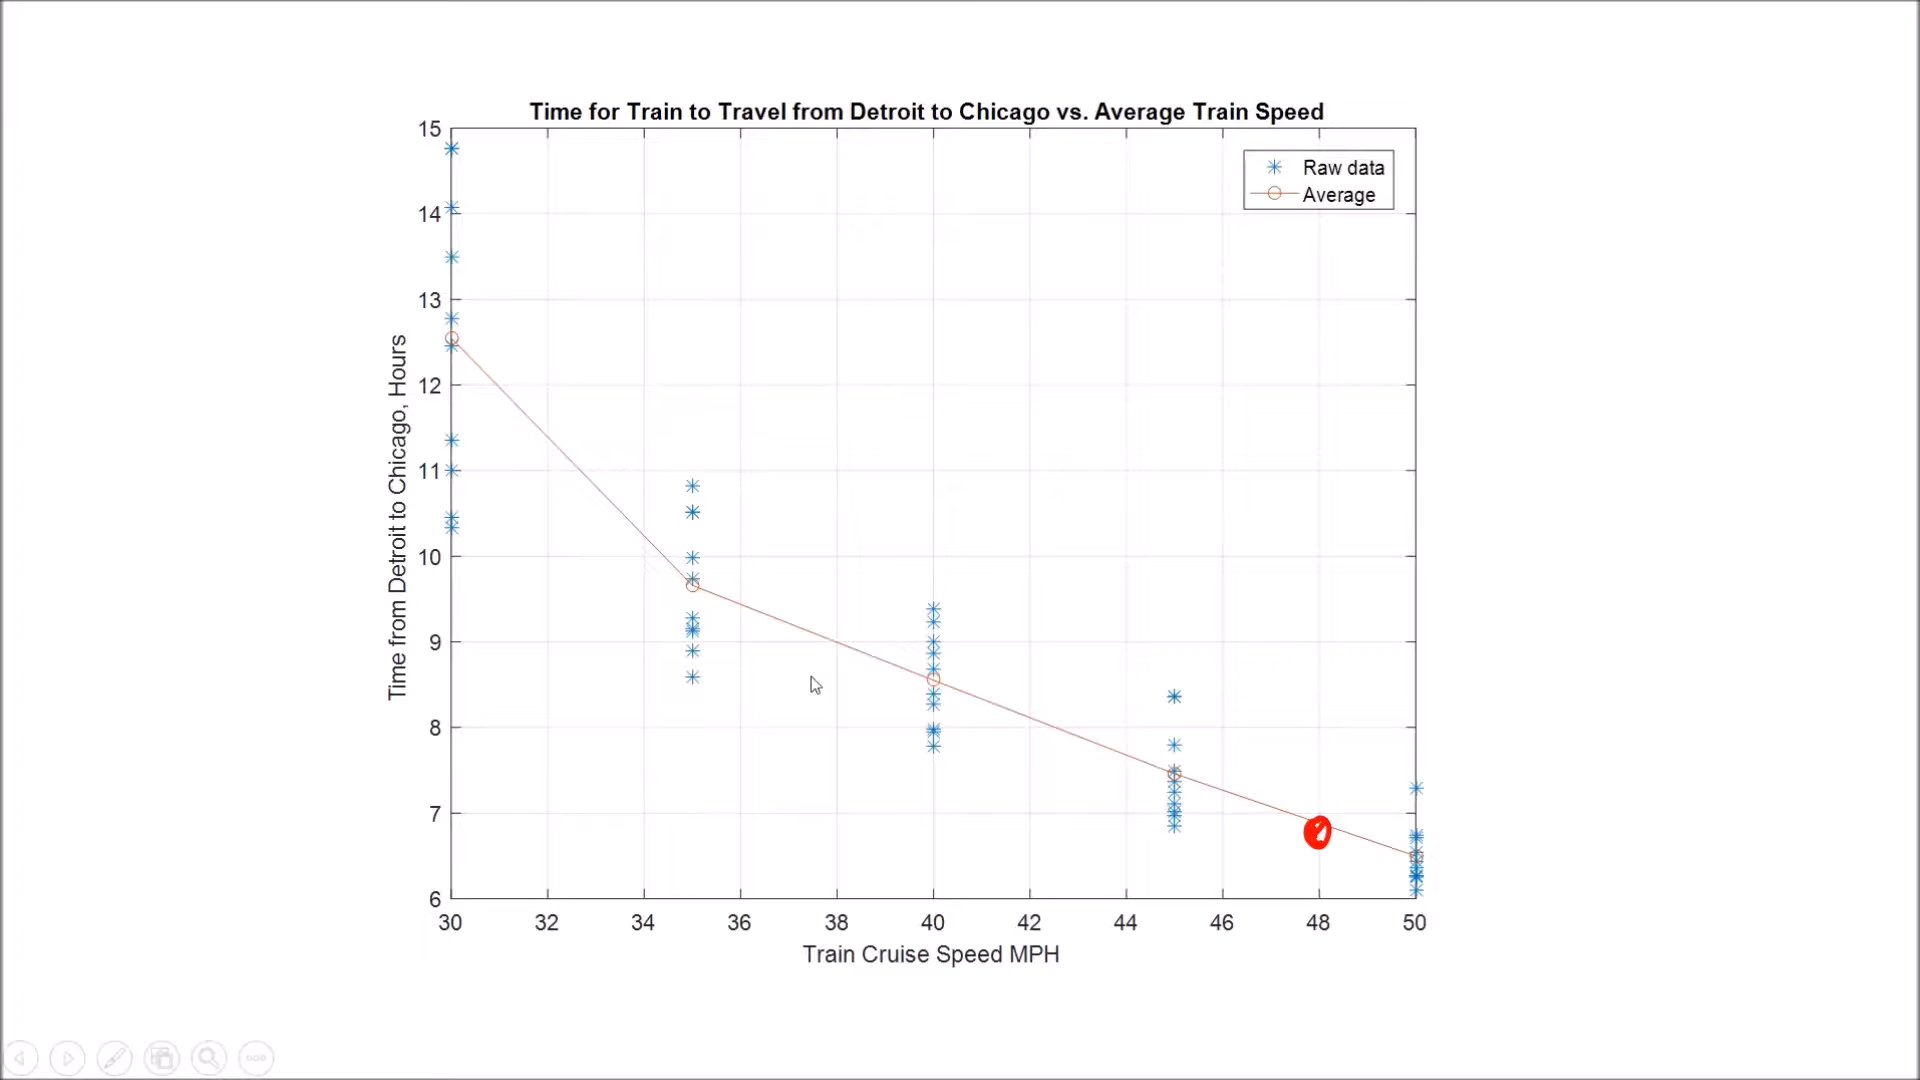 Time for Train to Travel from Detroit to Chicago vs. Average Train Speed
Raw data
Average
Time from Detroit to Chicago, Hours
15
14
13
12
11
10
9
8
7
6
30 32 34 36 38 40 42 44 46 48 50
Train Cruise Speed MPH